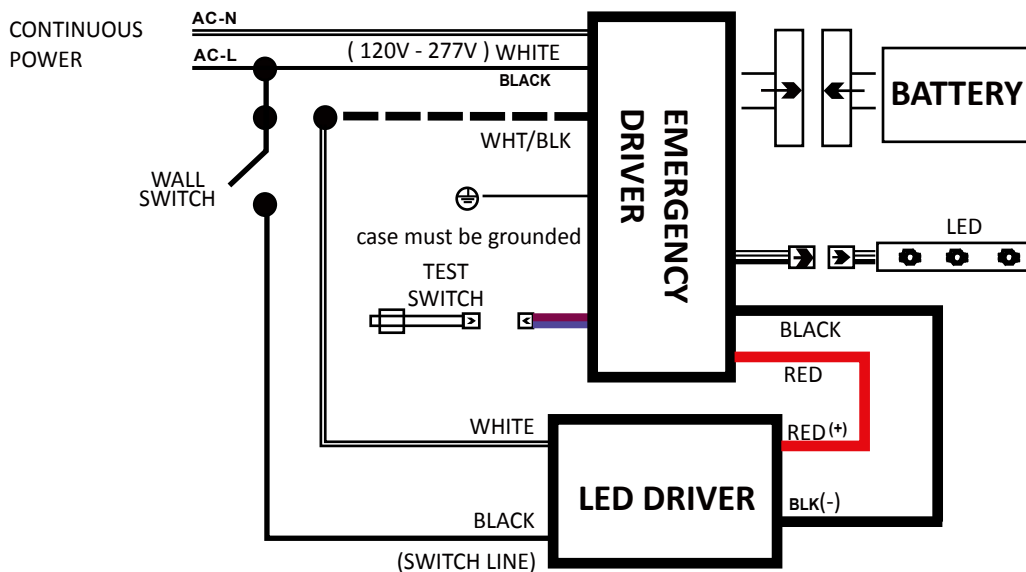 CONTINUOUS
POWER
AC-N
AC-L
( 120V - 277V ) WHITE
BLACK
WHT/BLK
WALL
SWITCH
case must be grounded
TEST
SWITCH
EMERGENCY
DRIVER
BATTERY
LED
BLACK
RED
WHITE
RED (+)
LED DRIVER
BLK(-)
BLACK
(SWITCH LINE)